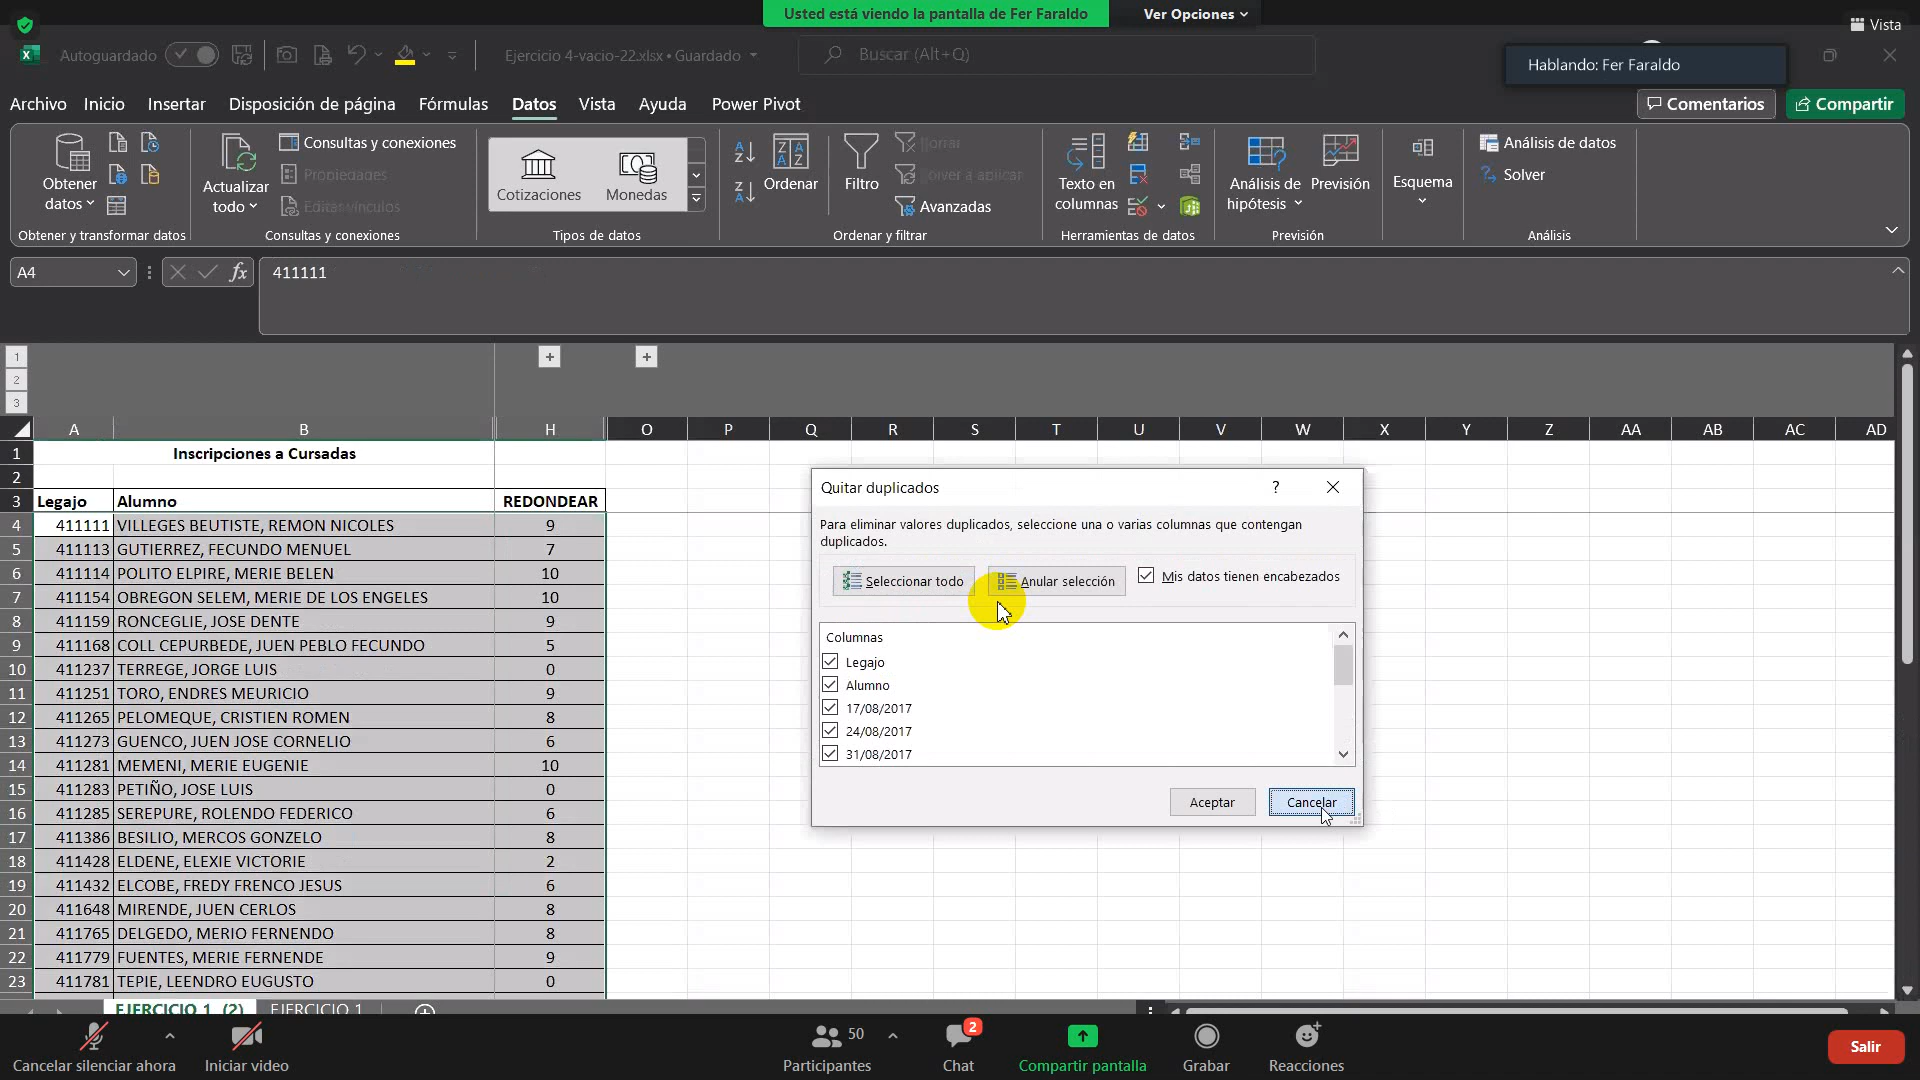 Usted está viendo la pantalla de Fer Faraldo
Ver Opciones
Vista
Autoguardado
Ejercicio 4-vacio-22.xlsx • Guardado
Buscar (Alt+Q)
Hablando: Fer Faraldo
Archivo Inicio Insertar Disposición de página Fórmulas Datos Vista Ayuda Power Pivot
Comentarios
Compartir
Obtener datos
Obtener y transformar datos
Actualizar todo
Consultas y conexiones
Propiedades
Editar vínculos
Consultas y conexiones
Cotizaciones
Monedas
Tipos de datos
Ordenar
Filtro
Borrar
Volver a aplicar
Avanzadas
Ordenar y filtrar
Texto en columnas
Herramientas de datos
Análisis de hipótesis
Previsión
Previsión
Esquema
Análisis de datos
Solver
Análisis
A4
fx
411111
1
2
3
A B H O P Q R S T U V W X Y Z AA AB AC AD
1 Inscripciones a Cursadas
2
3 Legajo Alumno REDONDEAR
4 411111 VILLEGES BEUTISTE, REMON NICOLES 9
5 411113 GUTIERREZ, FECUNDO MENUEL 7
6 411114 POLITO ELPIRE, MERIE BELEN 10
7 411154 OBREGON SELEM, MERIE DE LOS ENGELES 10
8 411159 RONCEGLIE, JOSE DENTE 9
9 411168 COLL CEPURBEDE, JUEN PEBLO FECUNDO 5
10 411237 TERREGE, JORGE LUIS 0
11 411251 TORO, ENDRES MEURICIO 9
12 411265 PELOMEQUE, CRISTIEN ROMEN 8
13 411273 GUENCO, JUEN JOSE CORNELIO 6
14 411281 MEMENI, MERIE EUGENIE 10
15 411283 PETIÑO, JOSE LUIS 0
16 411285 SEREPURE, ROLENDO FEDERICO 6
17 411386 BESILIO, MERCOS GONZELO 8
18 411428 ELDENE, ELEXIE VICTORIE 2
19 411432 ELCOBE, FREDY FRENCO JESUS 6
20 411648 MIRENDE, JUEN CERLOS 8
21 411765 DELGEDO, MERIO FERNENDO 8
22 411779 FUENTES, MERIE FERNENDE 9
23 411781 TEPIE, LEENDRO EUGUSTO 0
Quitar duplicados
?
Para eliminar valores duplicados, seleccione una o varias columnas que contengan
duplicados.
Seleccionar todo
Anular selección
Mis datos tienen encabezados
Columnas
Legajo
Alumno
17/08/2017
24/08/2017
31/08/2017
Aceptar
Cancelar
EJERCICIO 1 (2)
EJERCICIO 1
Cancelar silenciar ahora
Iniciar video
50
Participantes
2
Chat
Compartir pantalla
Grabar
Reacciones
Salir